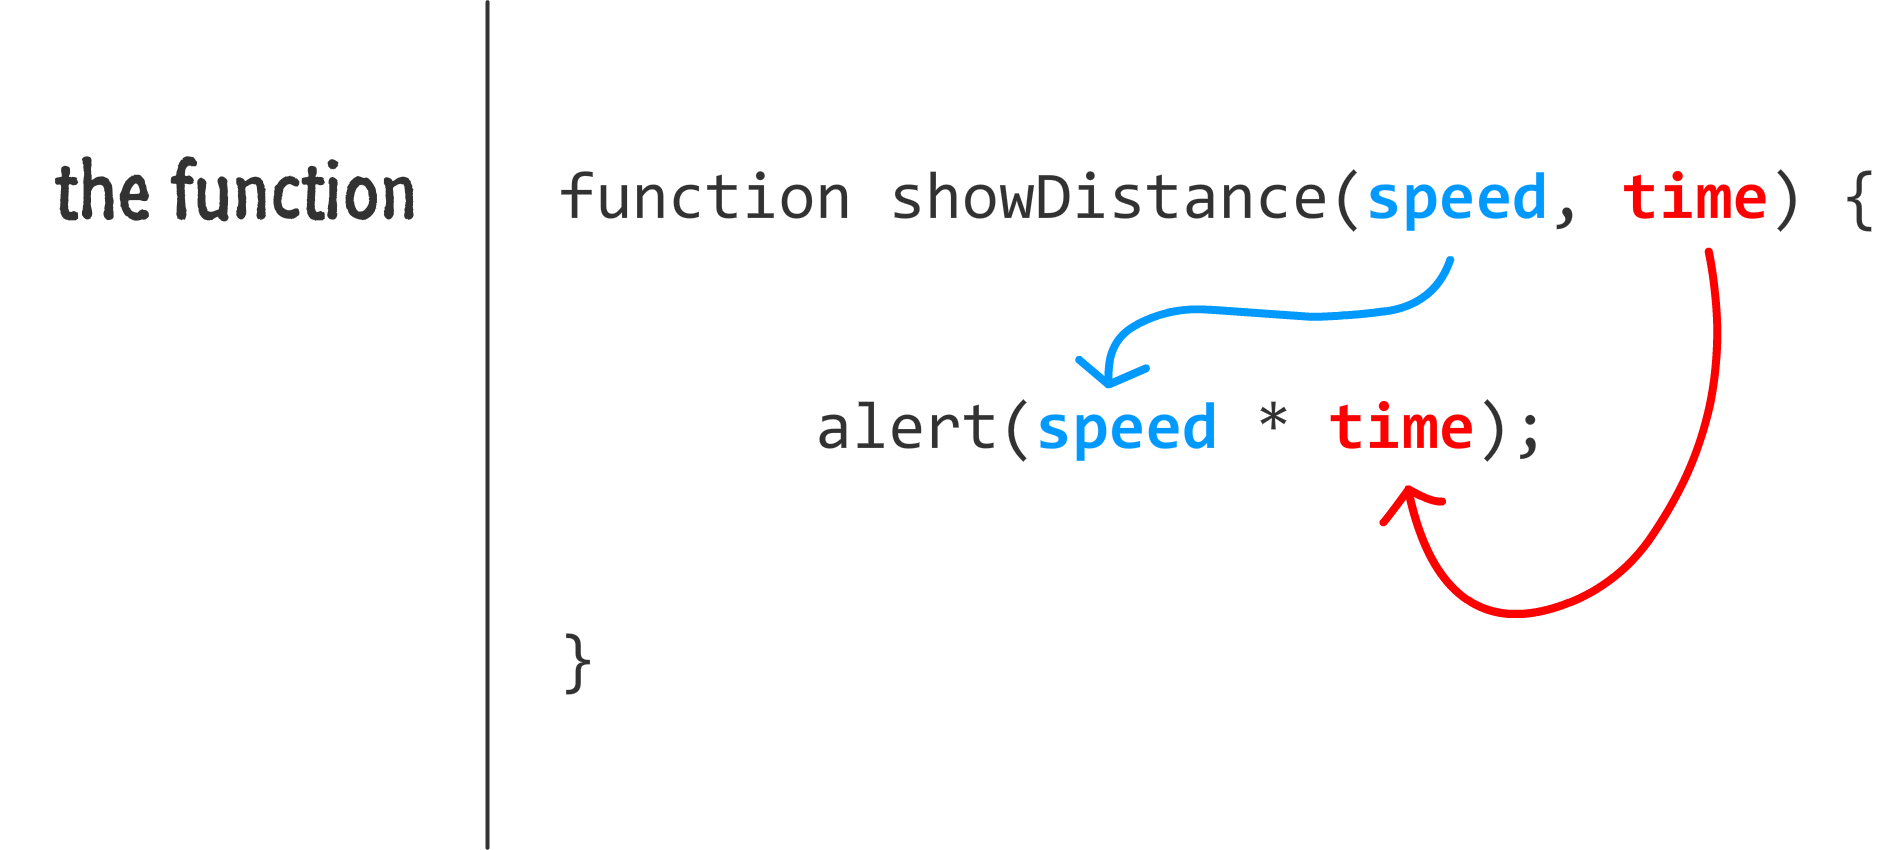 the function
function showDistance(speed, time) {
alert(speed * time);
}